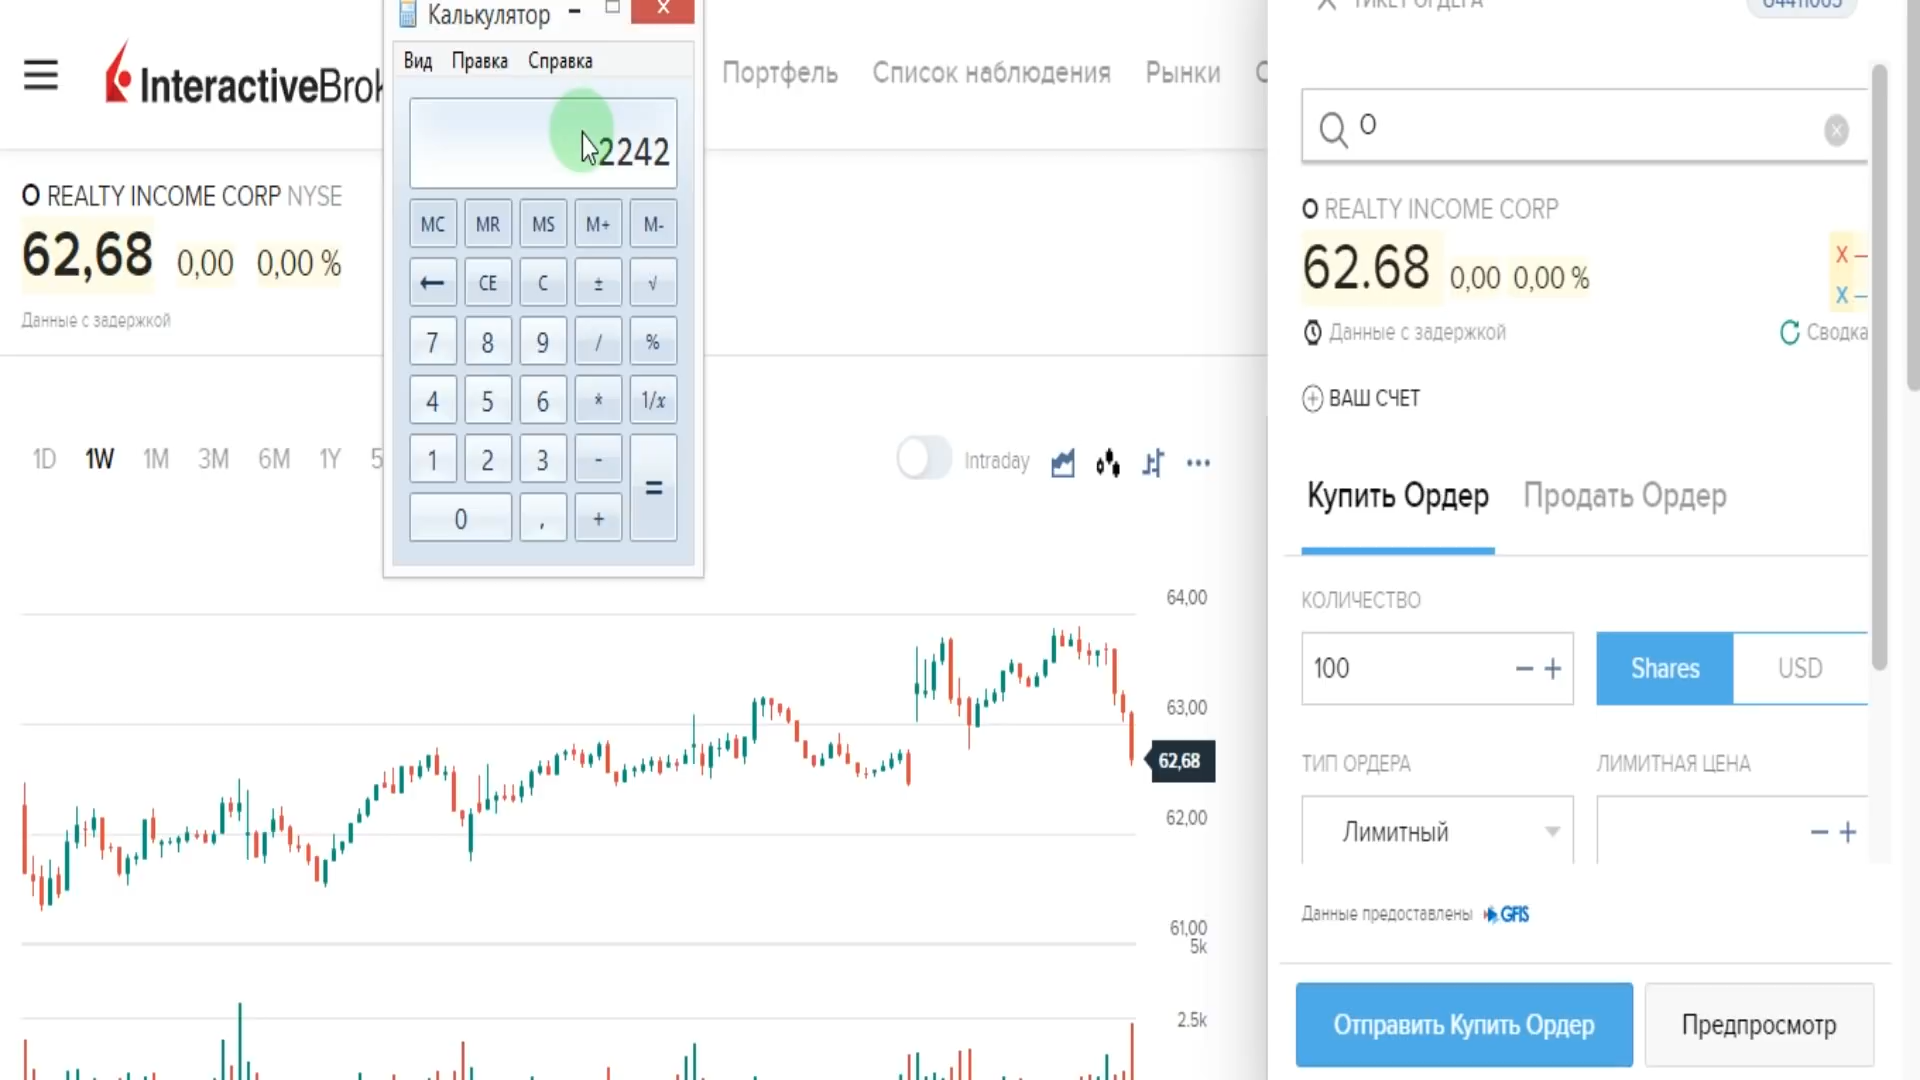 Калькулятор
Вид Правка Справка
InteractiveBrok
Портфель Список наблюдения Рынки
2242
MC MR MS M+ M-
← CE C ± √
7 8 9 / %
4 5 6 * 1/x
1 2 3 - =
0 , +
O REALTY INCOME CORP NYSE
62,68 0,00 0,00 %
Данные с задержкой
1D 1W 1M 3M 6M 1Y 5
Intraday
64,00
63,00
62,68
62,00
61,00
5k
2.5k
O
O REALTY INCOME CORP
62.68 0,00 0,00 %
X –
X –
Данные с задержкой
Сводка
ВАШ СЧЕТ
Купить Ордер Продать Ордер
КОЛИЧЕСТВО
100 − +
Shares USD
ТИП ОРДЕРА ЛИМИТНАЯ ЦЕНА
Лимитный − +
Данные предоставлены GFIS
Отправить Купить Ордер Предпросмотр